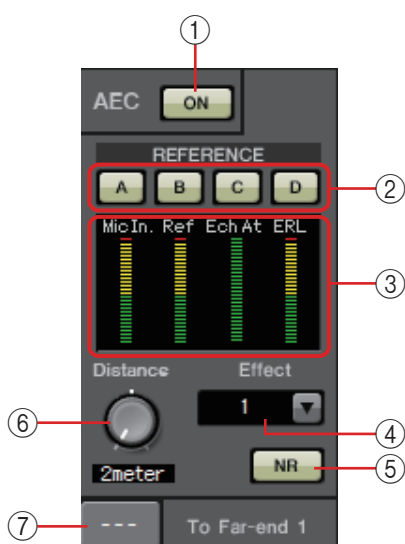 ①
AEC ON
REFERENCE
A B C D ②
MicIn. Ref EchAt ERL
③
Distance Effect
1
⑥ ④
2meter NR ⑤
⑦ --- To Far-end 1